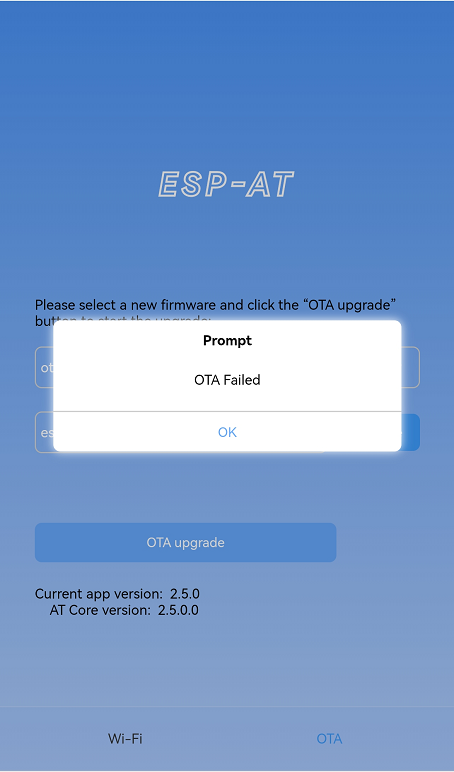 ESP-AT
Please select a new firmware and click the “OTA upgrade”
button to start the upgrade:
Prompt
ot
OTA Failed
es
OK
OTA upgrade
Current app version: 2.5.0
AT Core version: 2.5.0.0
Wi-Fi
OTA